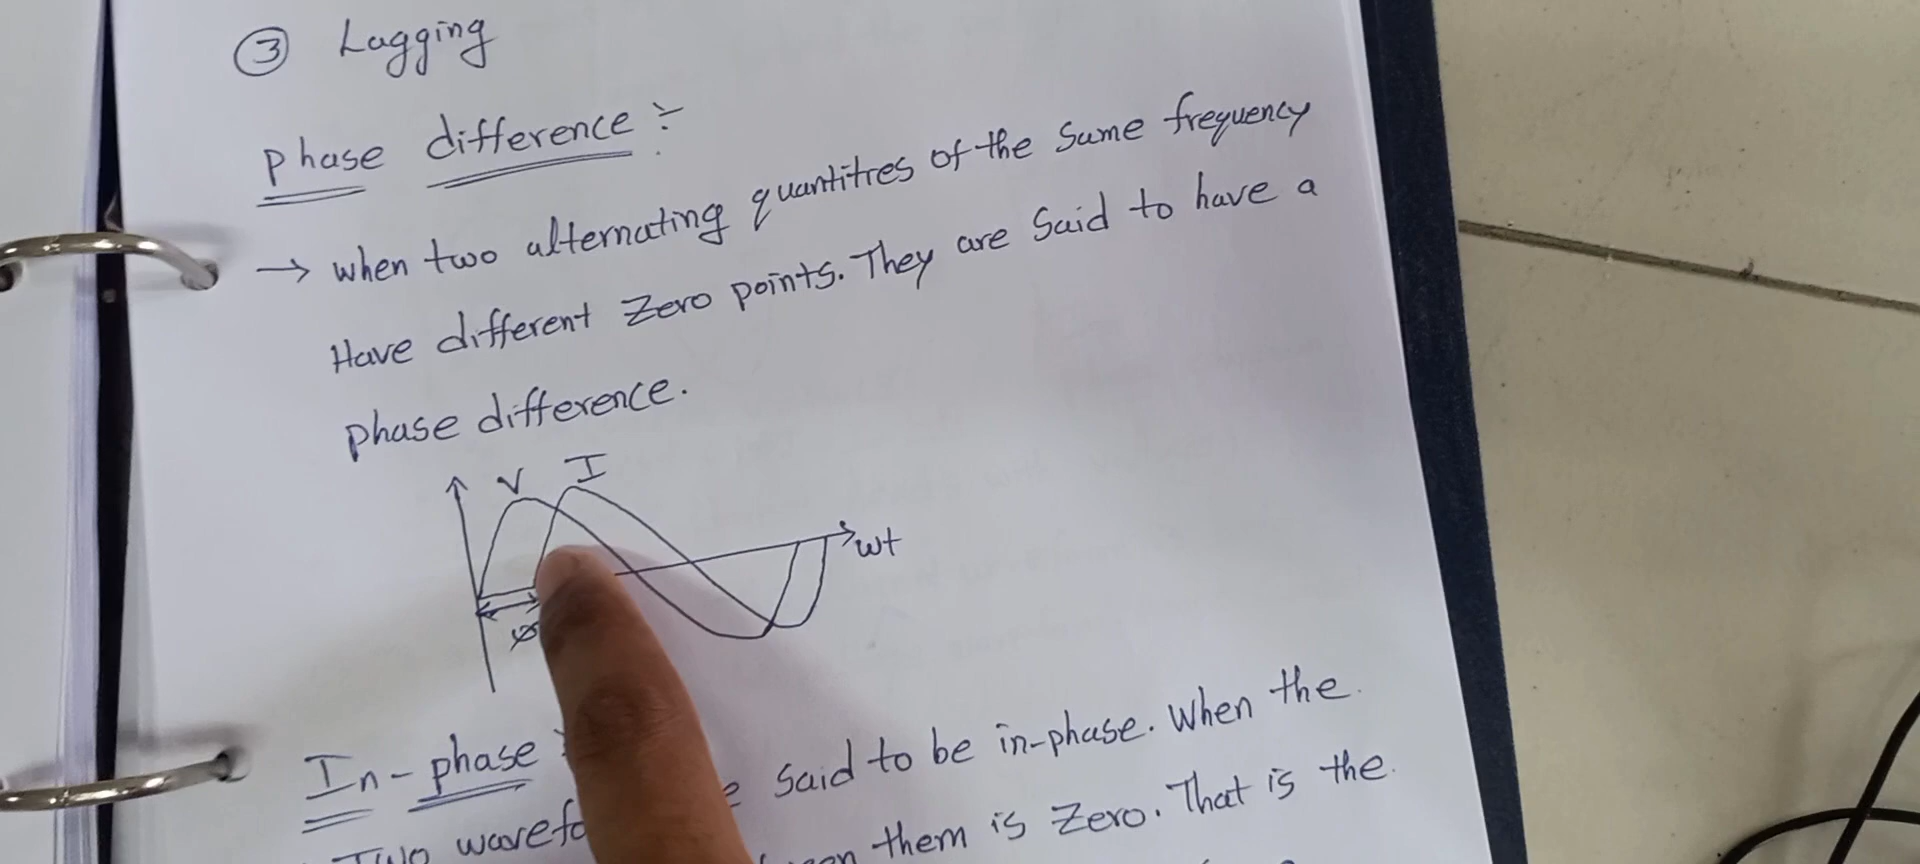 ③ Lagging
phase difference :-
→ when two alternating quantitres of the same frequency
Have different zero points. They are said to have a
phase difference.
V I
wt
ø
In-phase
said to be in-phase. When the
Two
them is zero. That is the